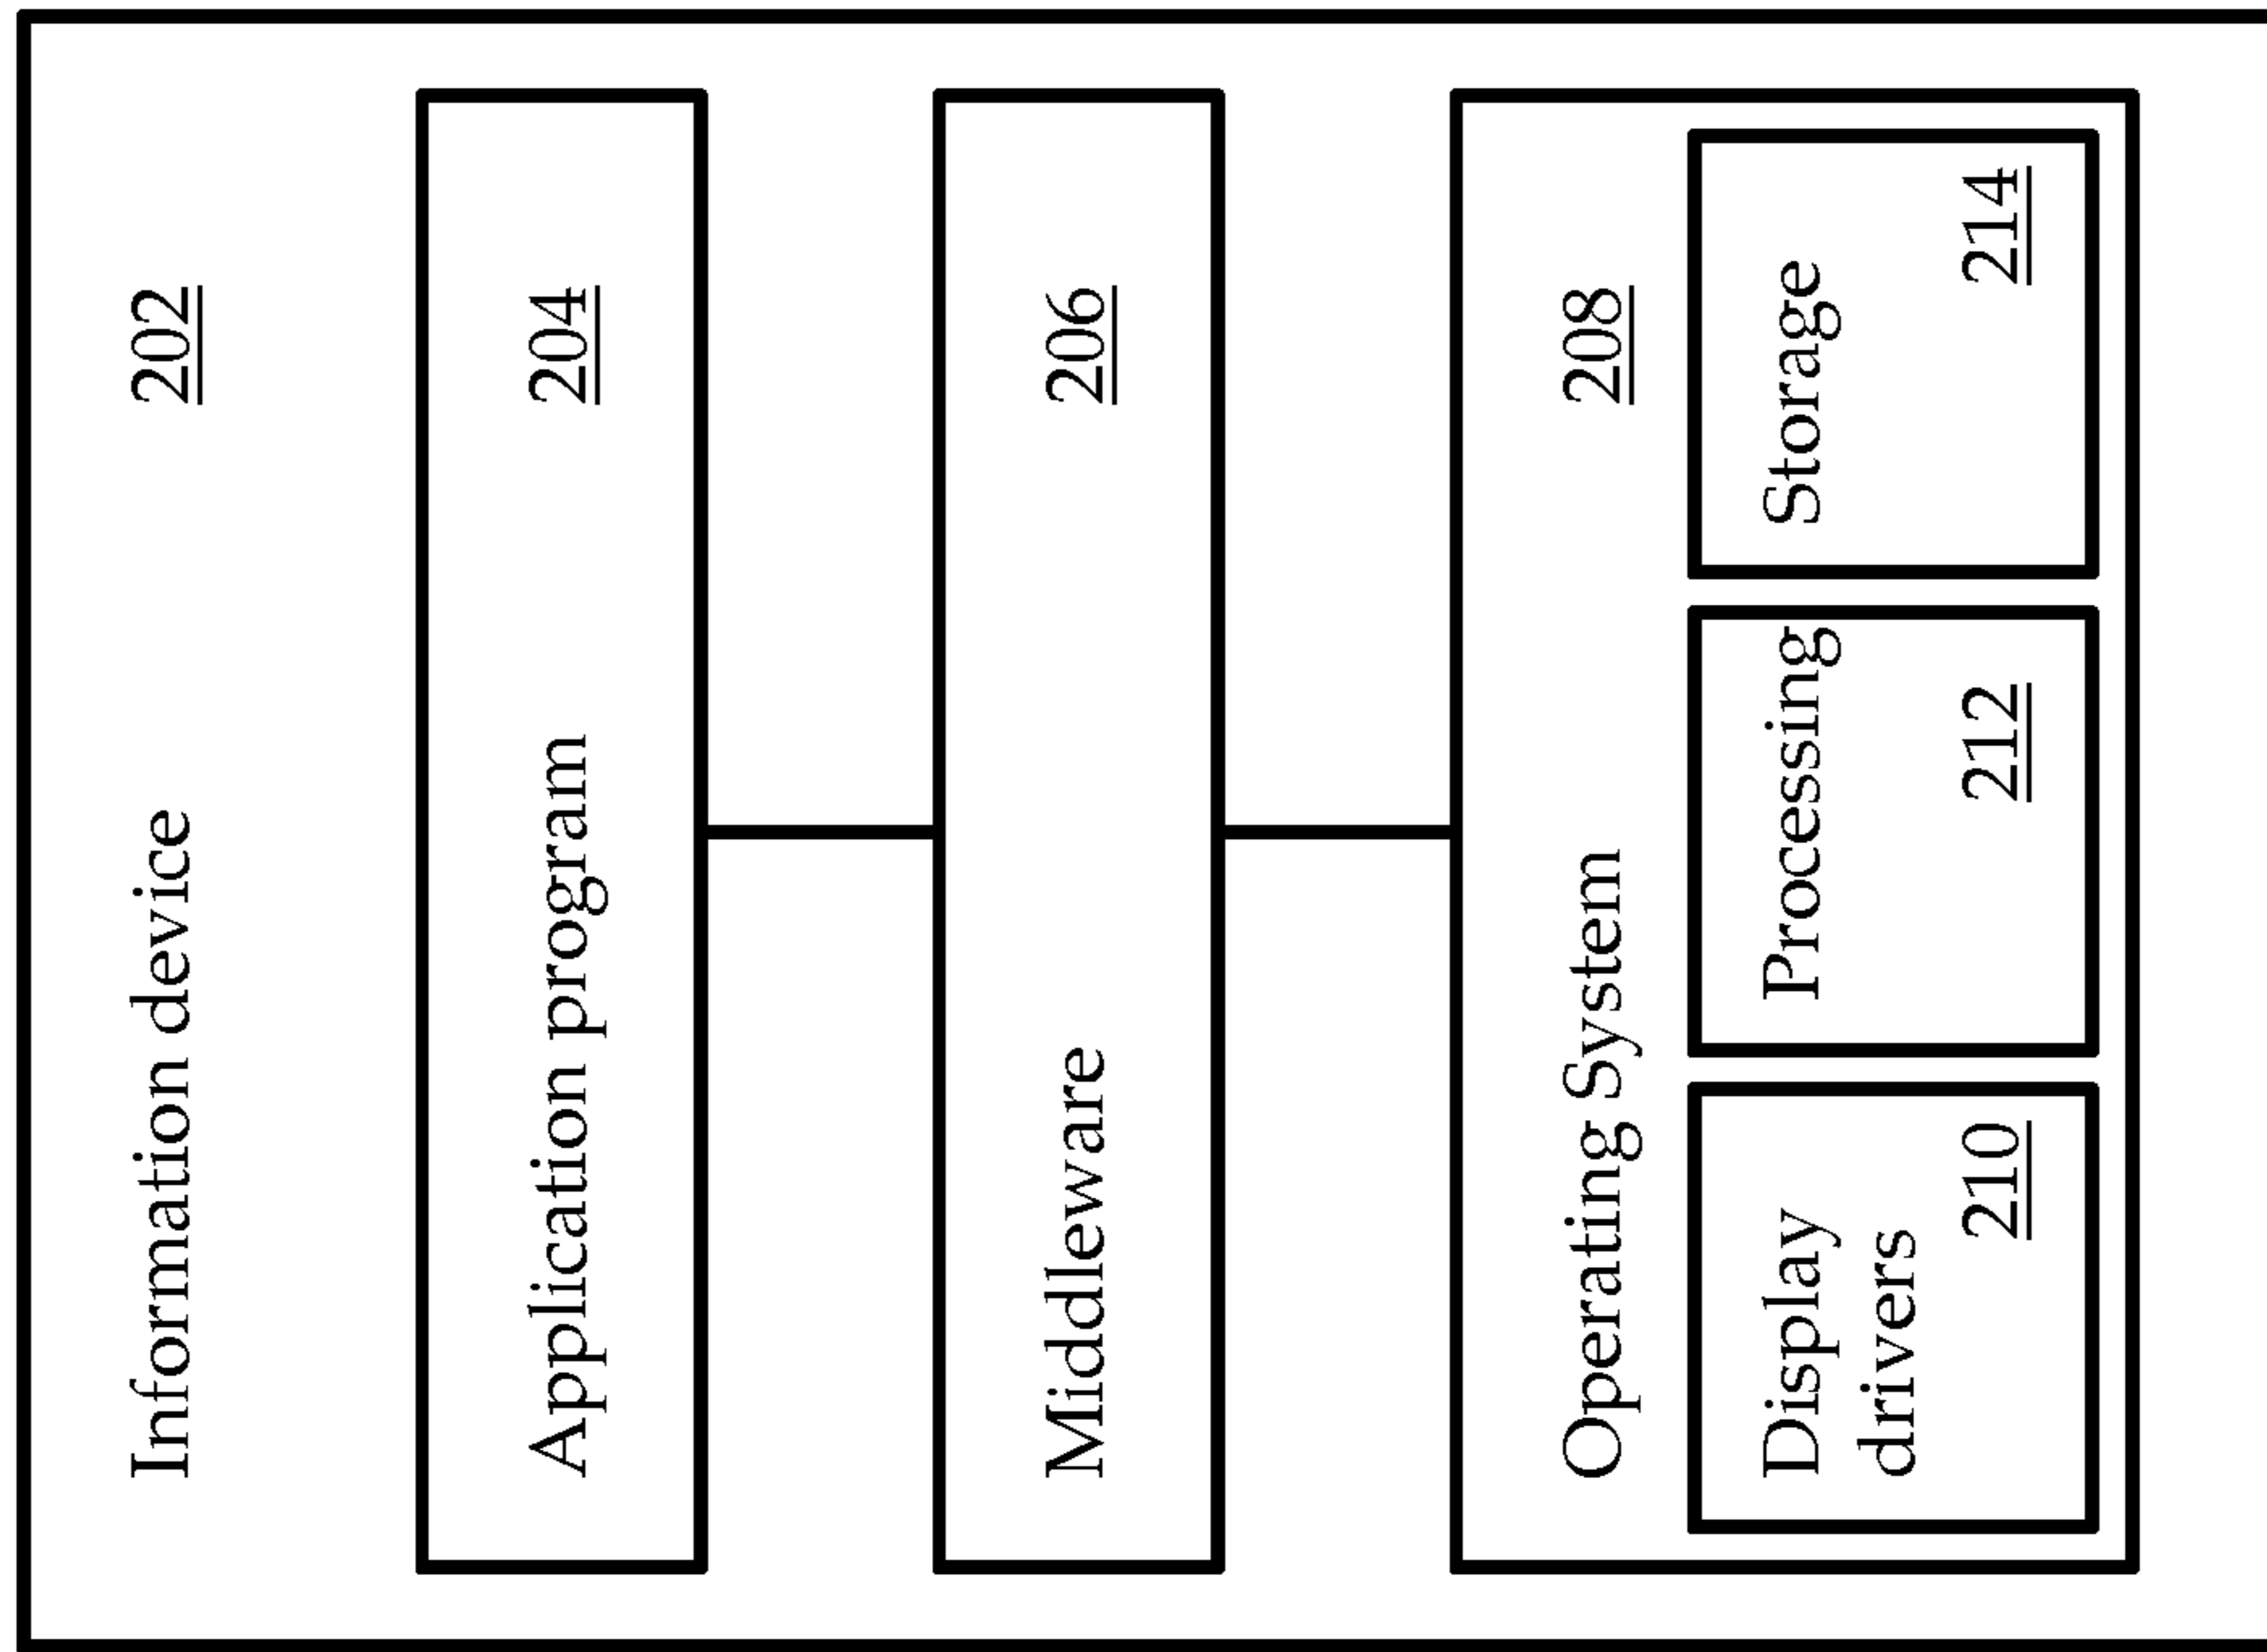 Information device 202
Application program 204
Middleware 206
Operating System 208
Display
drivers
210
Processing
212
Storage
214